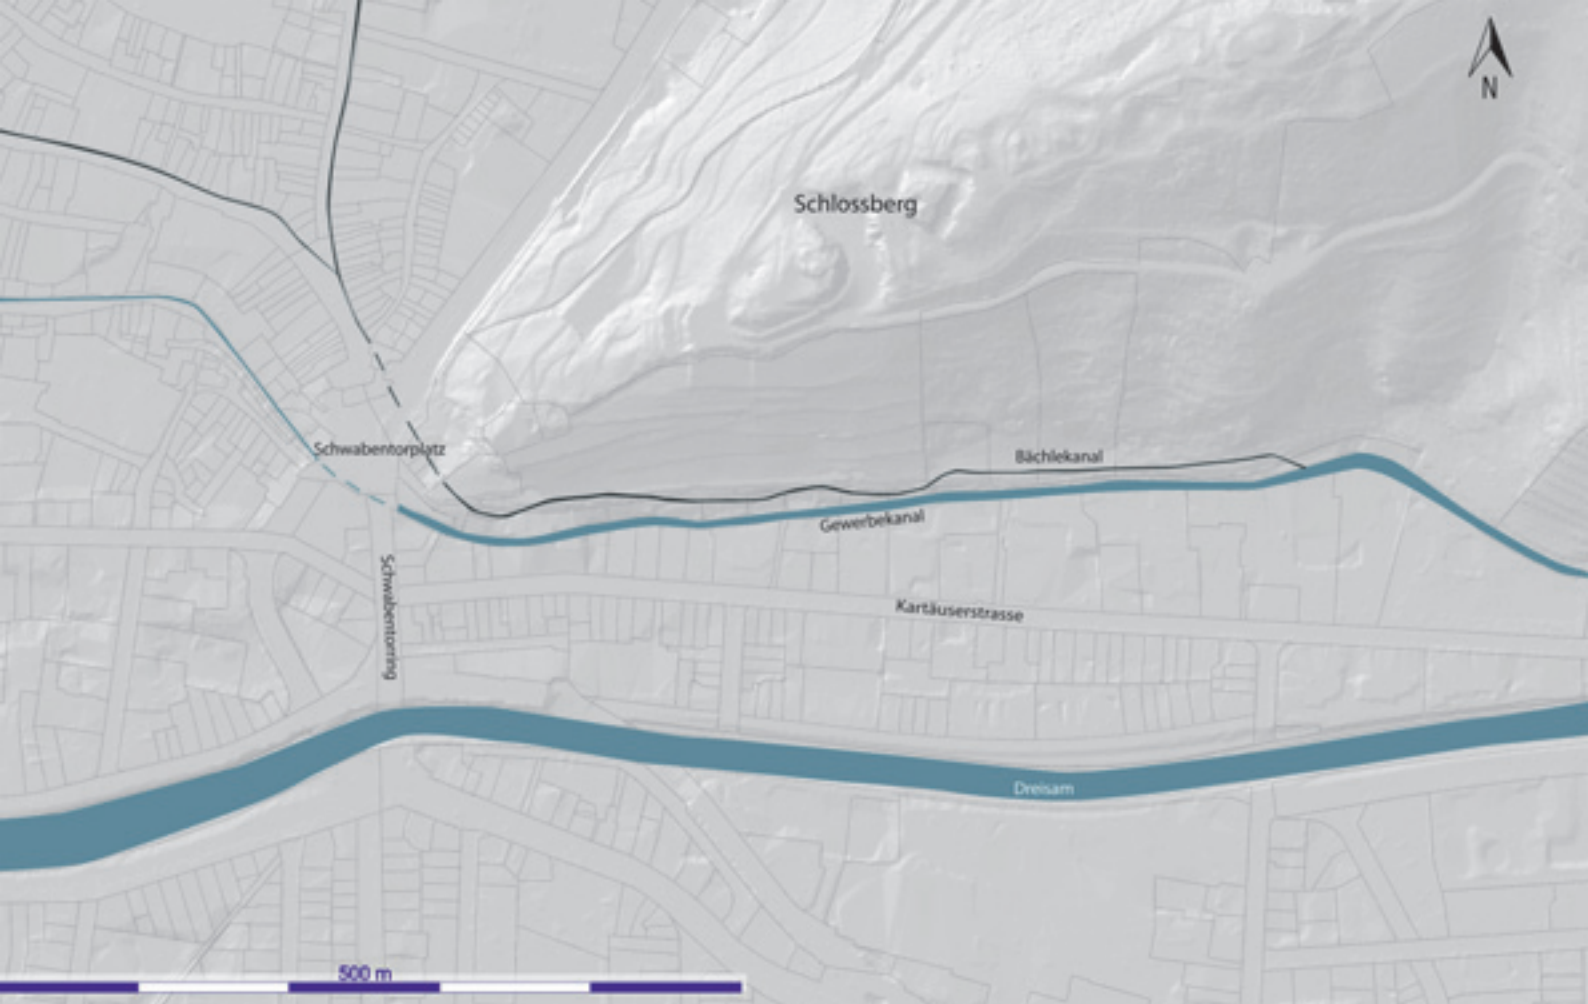 N
Schlossberg
Schwabentorplatz
Bächlekanal
Gewerbekanal
Schwabentorring
Kartäuserstrasse
Dreisam
500 m